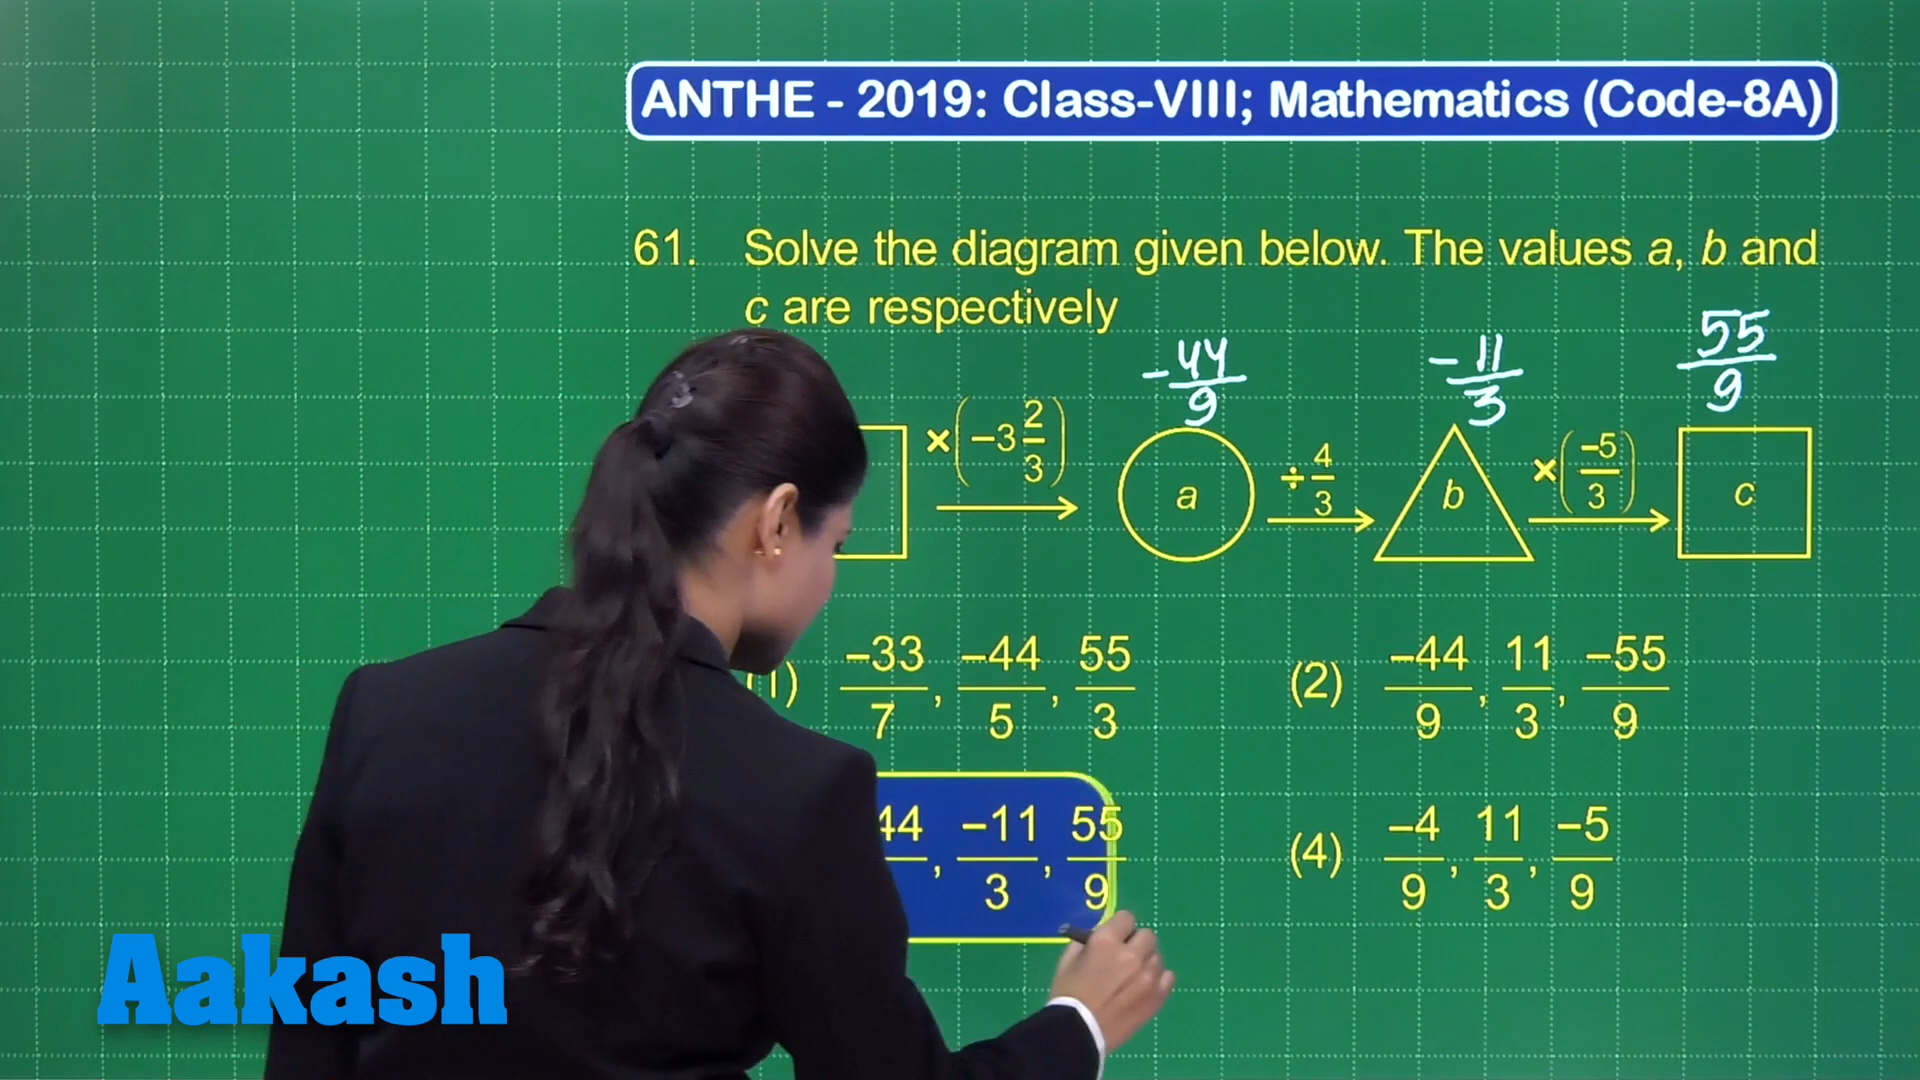 ANTHE - 2019: Class-VIII; Mathematics (Code-8A)
61. Solve the diagram given below. The values a, b and
c are respectively
-44/9 -11/3 55/9
×(-3 2/3) a ÷4/3 b ×(-5/3) c
(1) -33/7, -44/5, 55/3 (2) -44/9, 11/3, -55/9
44, -11/3, 55/9 (4) -4/9, 11/3, -5/9
Aakash